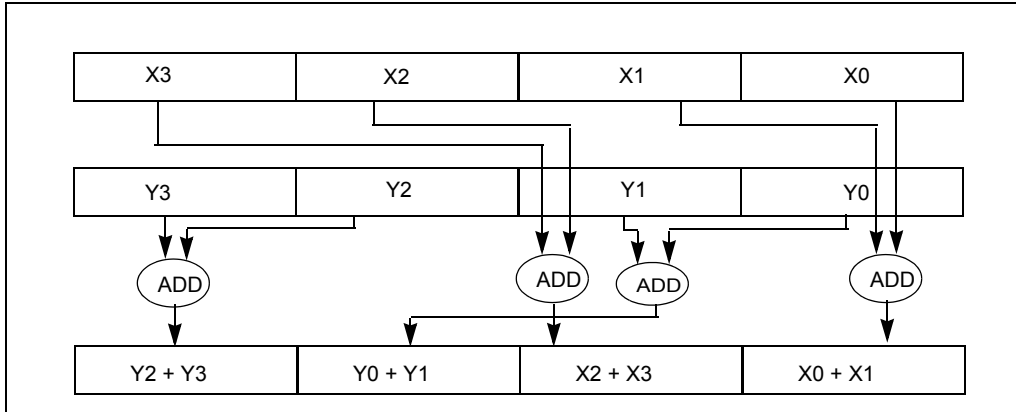 X3 X2 X1 X0
Y3 Y2 Y1 Y0
ADD ADD ADD ADD
Y2 + Y3 Y0 + Y1 X2 + X3 X0 + X1